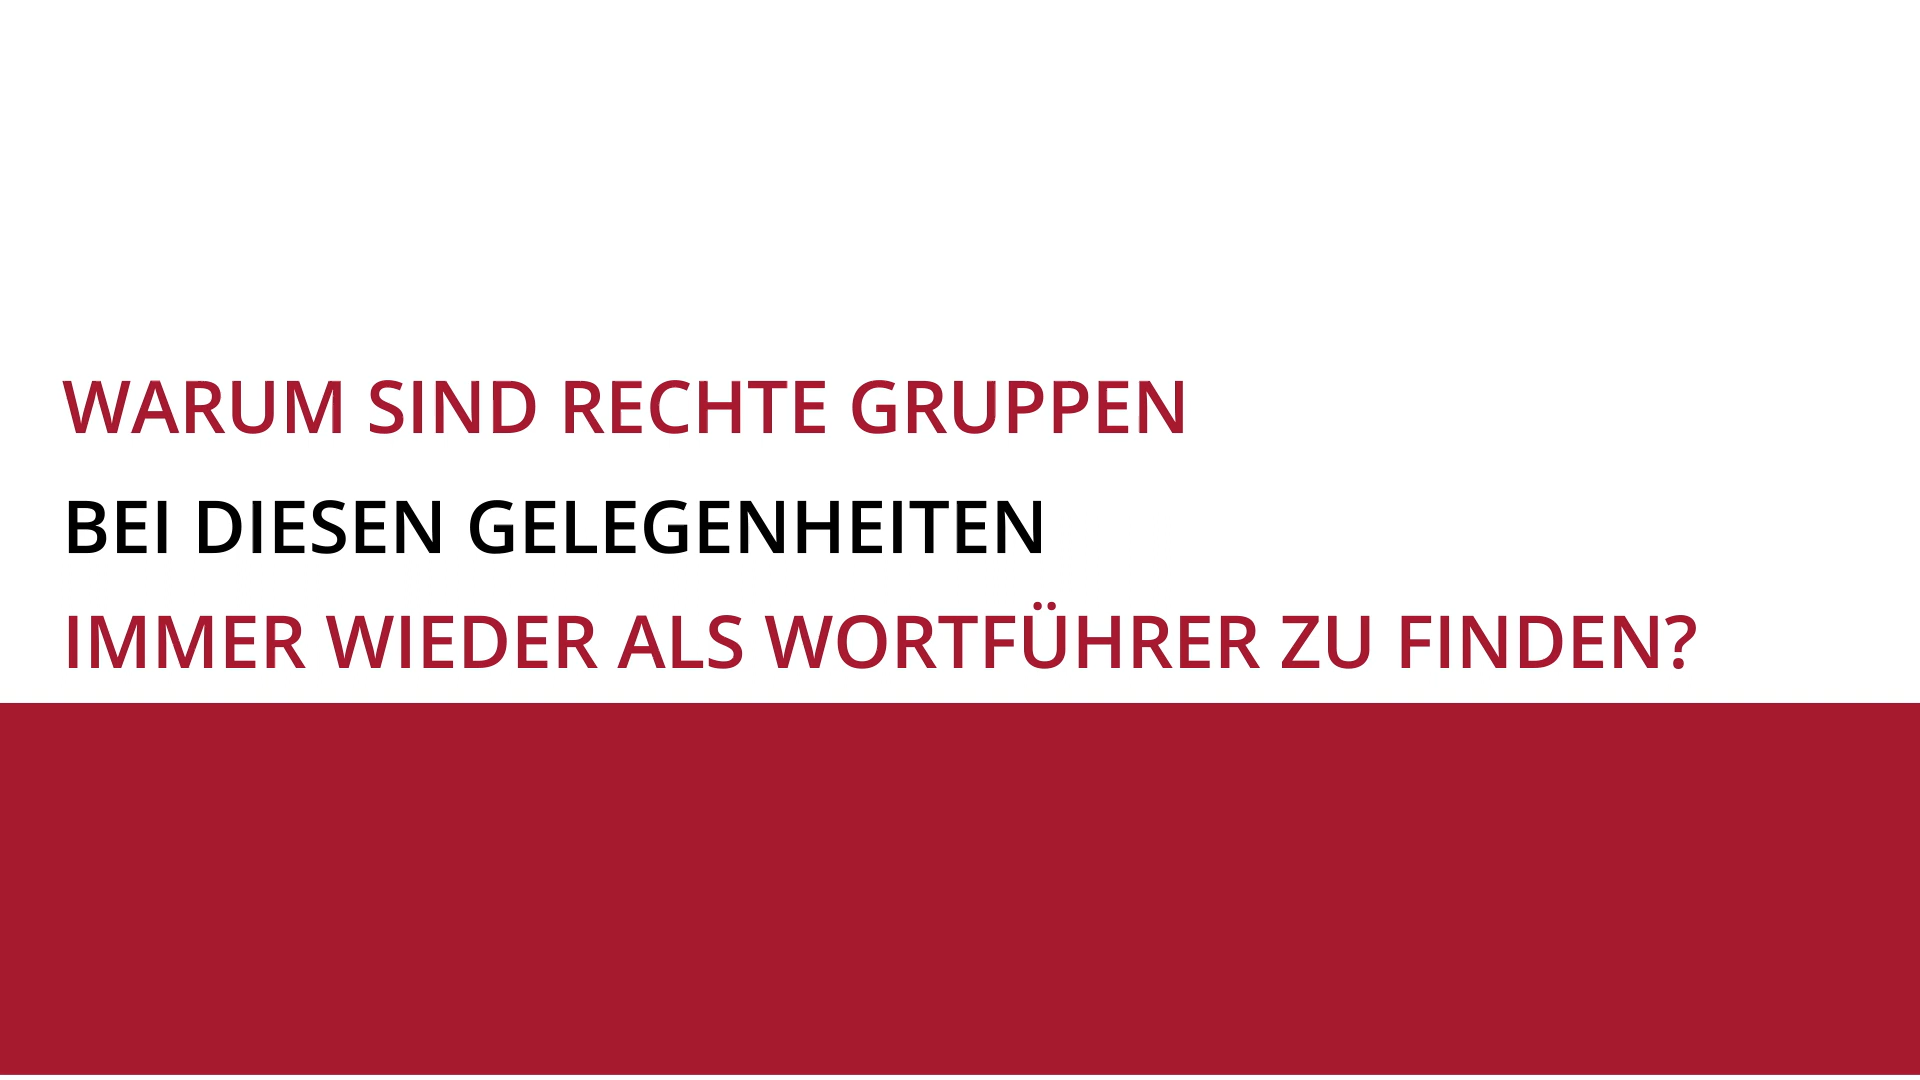 WARUM SIND RECHTE GRUPPEN
BEI DIESEN GELEGENHEITEN
IMMER WIEDER ALS WORTFÜHRER ZU FINDEN?